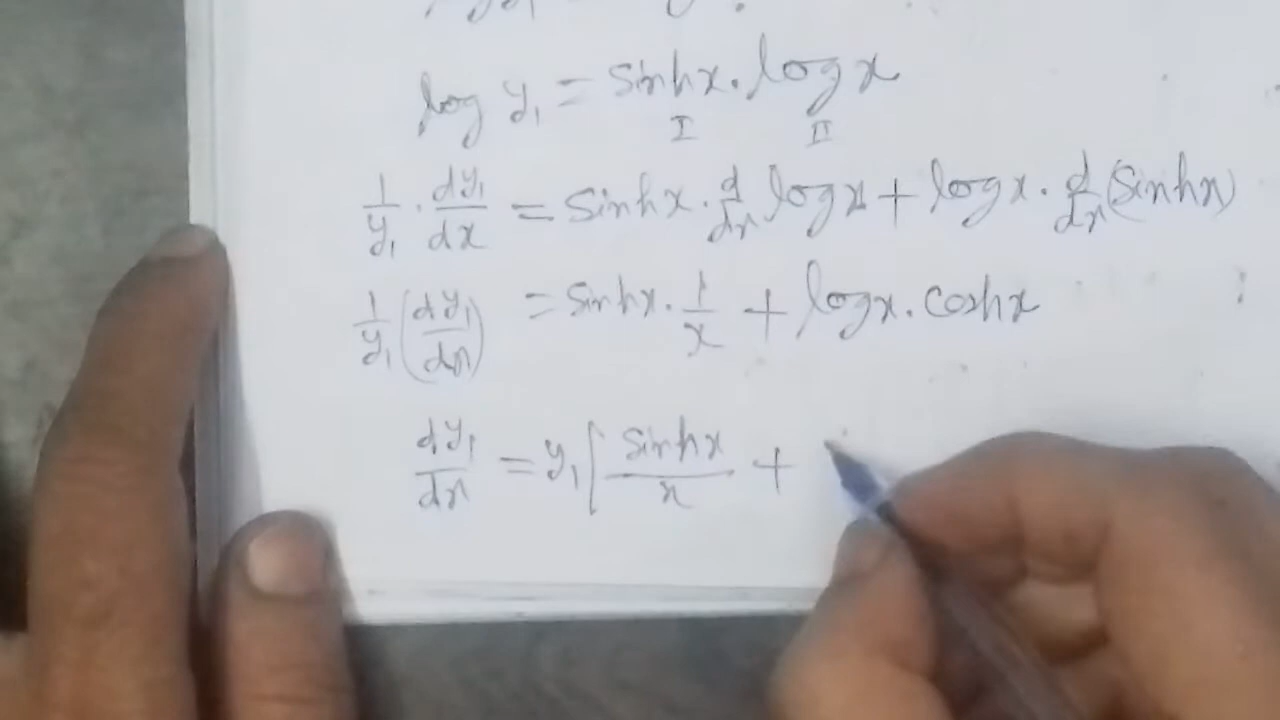 log y₁ = sinhx . log x
I II
1/y₁ . dy₁/dx = sinhx . d/dx logx + logx . d/dx (sinhx)
1/y₁ (dy₁/dx) = sinhx . 1/x + logx . coshx
dy₁/dx = y₁ [ sinhx/x +